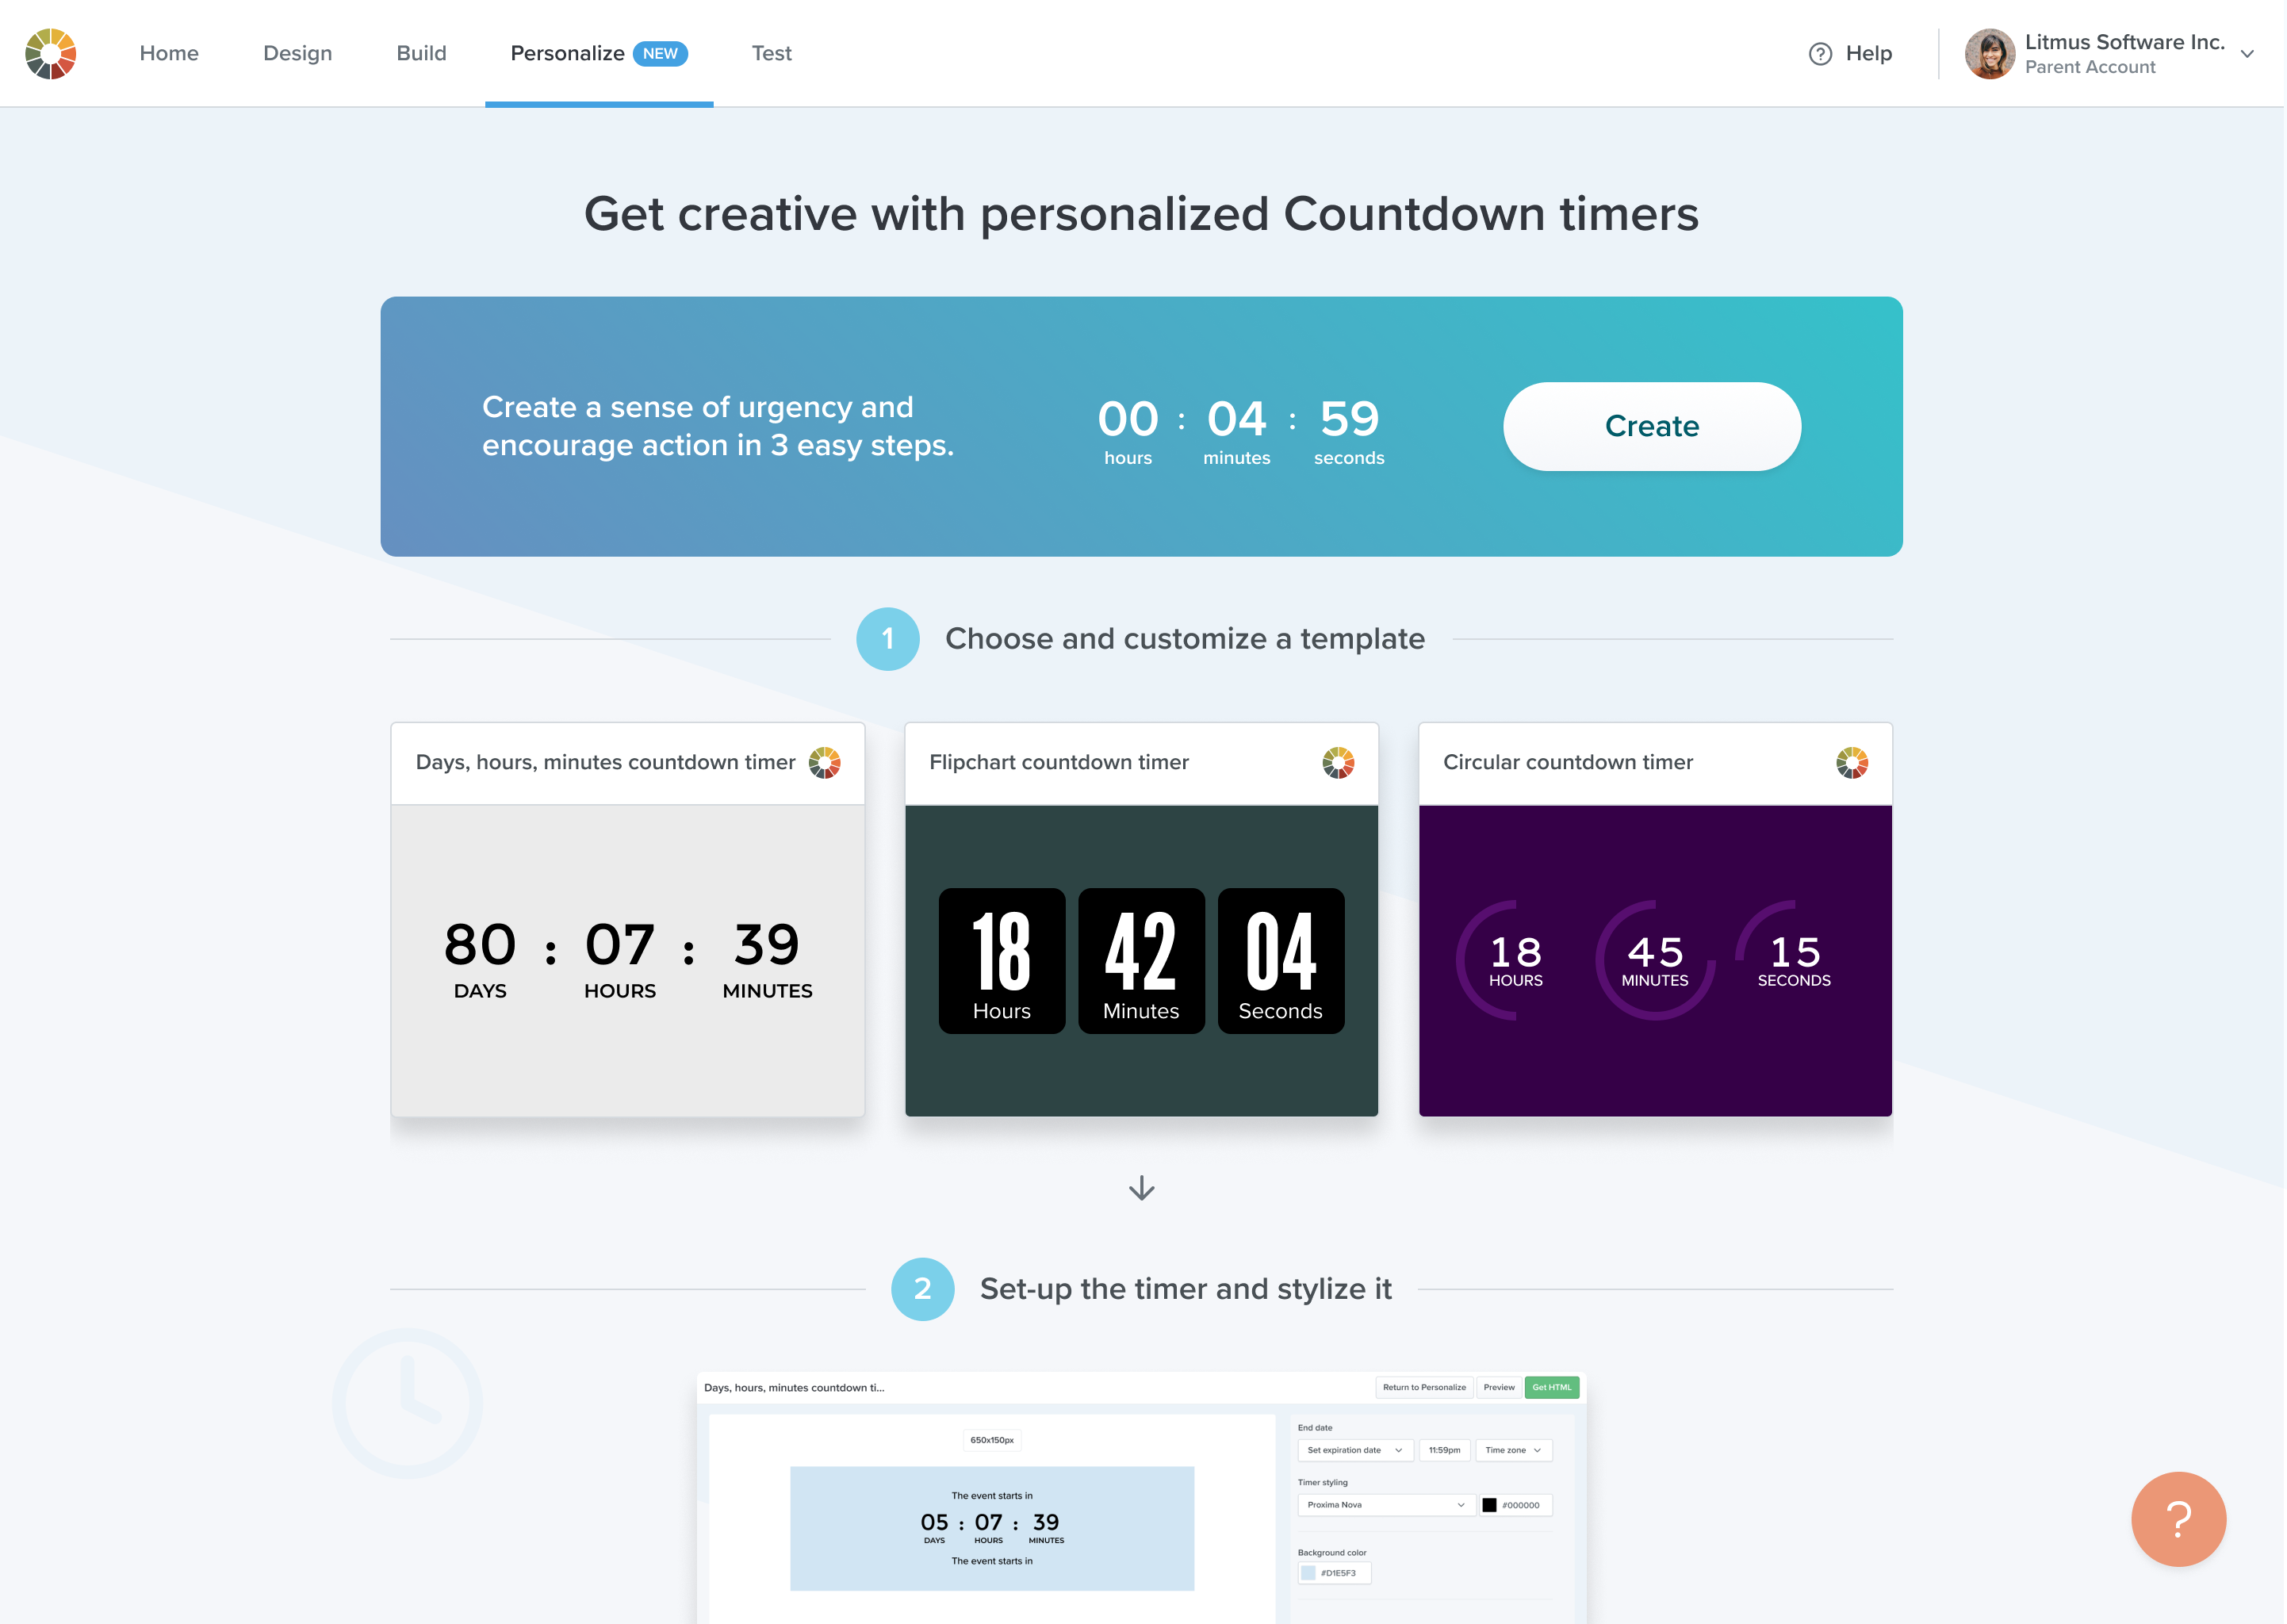 Home Design Build Personalize NEW Test ? Help Litmus Software Inc.
Parent Account
Get creative with personalized Countdown timers
Create a sense of urgency and
encourage action in 3 easy steps.
00 : 04 : 59
hours minutes seconds
Create
1 Choose and customize a template
Days, hours, minutes countdown timer
80 : 07 : 39
DAYS HOURS MINUTES
Flipchart countdown timer
18 42 04
Hours Minutes Seconds
Circular countdown timer
18 45 15
HOURS MINUTES SECONDS
2 Set-up the timer and stylize it
Days, hours, minutes countdown ti...
Return to Personalize Preview Get HTML
650x150px
The event starts in
05 : 07 : 39
DAYS HOURS MINUTES
The event starts in
End date
Set expiration date 11:59pm Time zone
Timer styling
Proxima Nova #000000
Background color
#D1E5F3
?